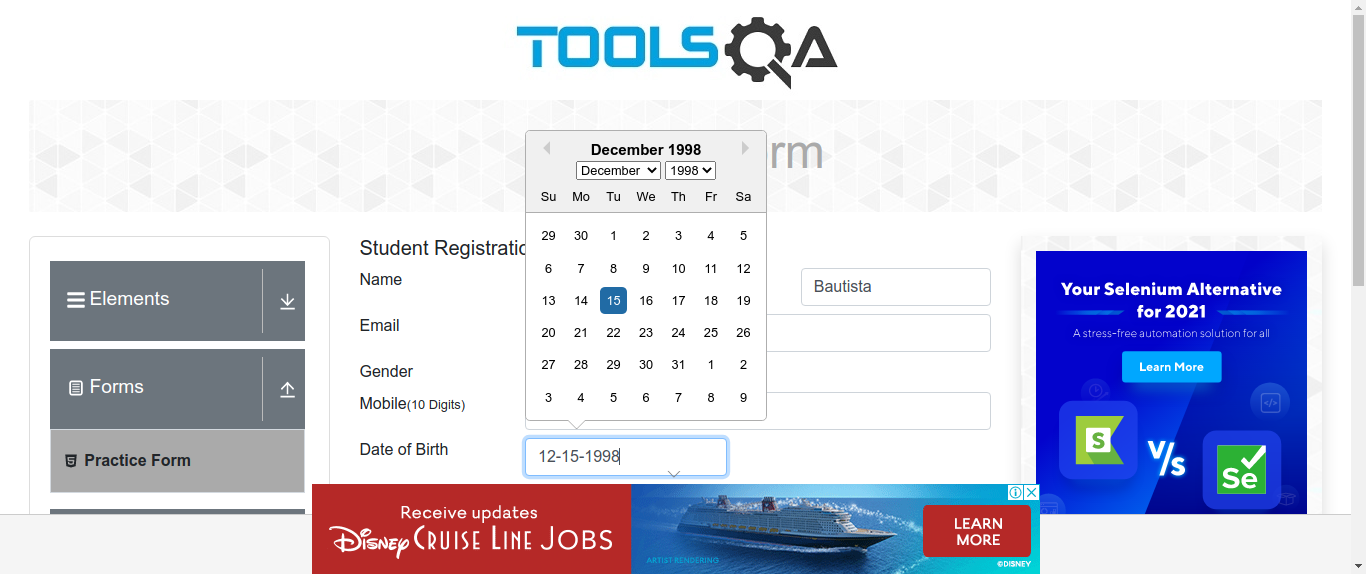 TOOLSQA
rm
December 1998
December 1998
Su Mo Tu We Th Fr Sa
29 30 1 2 3 4 5
6 7 8 9 10 11 12
13 14 15 16 17 18 19
20 21 22 23 24 25 26
27 28 29 30 31 1 2
3 4 5 6 7 8 9
Elements
Forms
Practice Form
Student Registratio
Name
Bautista
Email
Gender
Mobile(10 Digits)
Date of Birth
12-15-1998
Your Selenium Alternative
for 2021
A stress-free automation solution for all
Learn More
S
V/s
Se
Receive updates
Disney CRUISE LINE JOBS
ARTIST RENDERING
LEARN
MORE
©DISNEY